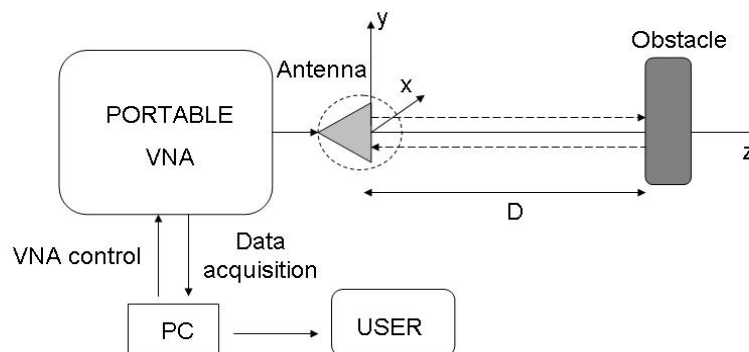 y
Obstacle
Antenna
x
PORTABLE
VNA
z
D
VNA control
Data
acquisition
PC
USER